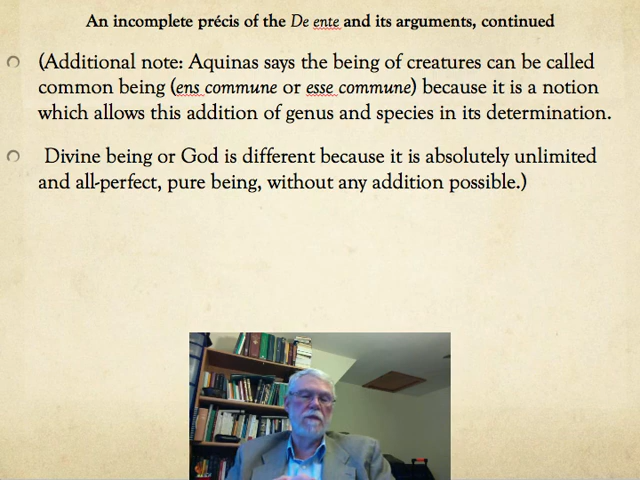 An incomplete précis of the De ente and its arguments, continued
(Additional note: Aquinas says the being of creatures can be called
common being (ens commune or esse commune) because it is a notion
which allows this addition of genus and species in its determination.
Divine being or God is different because it is absolutely unlimited
and all-perfect, pure being, without any addition possible.)